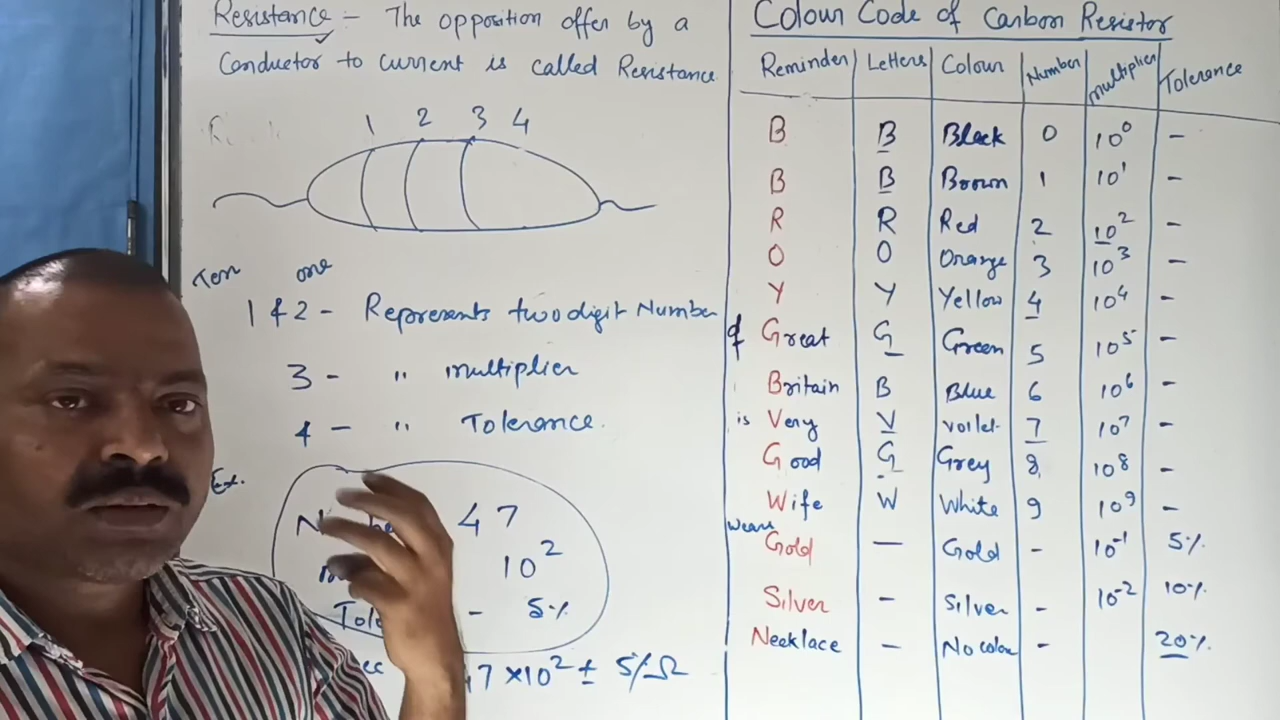 Resistance :- The opposition offer by a
Conductor to current is called Resistance
1 2 3 4
Ten one
1 & 2 - Represents two digit Number
3 - " multiplier
4 - " Tolerance.
Ex.
47
10²
- 5%
47 × 10² ± 5% Ω
Colour Code of Carbon Resistor
Reminder Letters Colour Number multiplier Tolerance
B B Black 0 10⁰ -
B B Brown 1 10¹ -
R R Red 2 10² -
O O Orange 3 10³ -
Y Y Yellow 4 10⁴ -
of Great G Green 5 10⁵ -
Britain B Blue 6 10⁶ -
is Very V voilet 7 10⁷ -
Good G Grey 8 10⁸ -
Wife W White 9 10⁹ -
wears
Gold - Gold - 10⁻¹ 5%
Silver - Silver - 10⁻² 10%
Necklace - No color - 20%